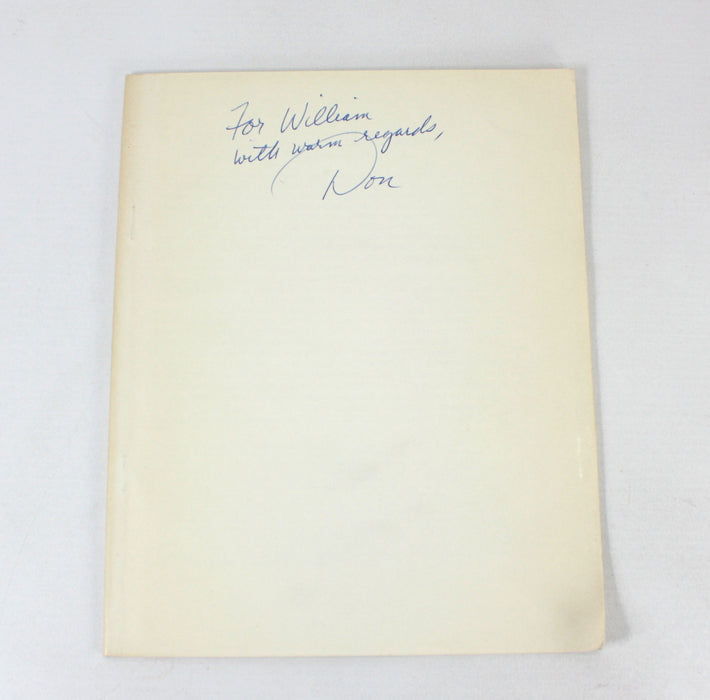 For William
with warm regards,
Don